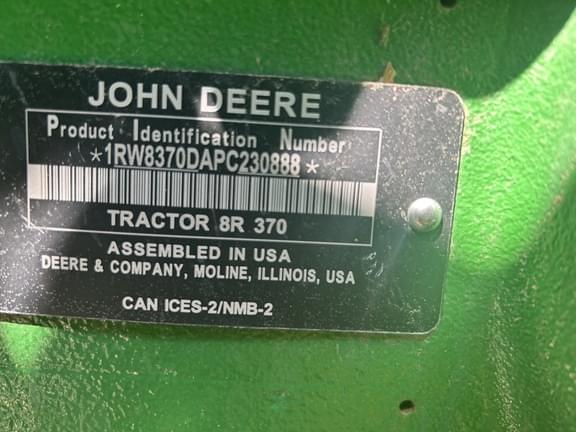 JOHN DEERE
Product Identification Number
*1RW8370DAPC230888*
TRACTOR 8R 370
ASSEMBLED IN USA
DEERE & COMPANY, MOLINE, ILLINOIS, USA
CAN ICES-2/NMB-2